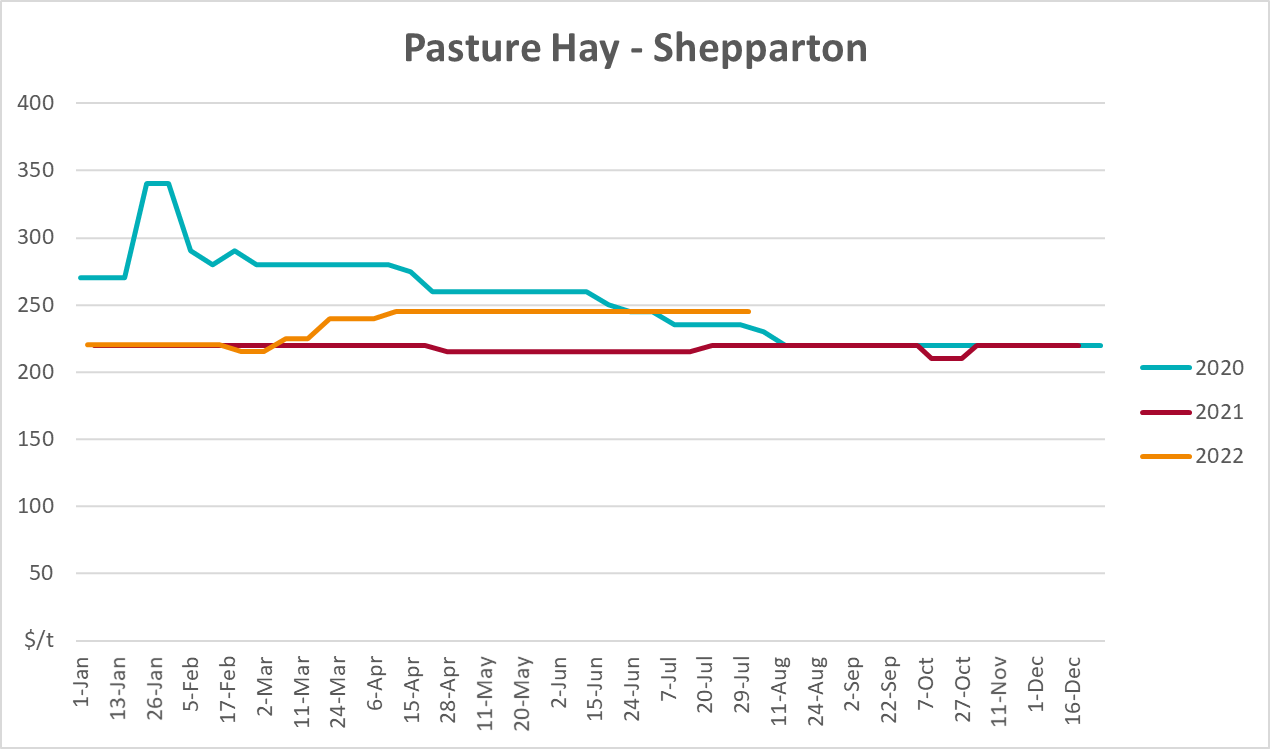 Pasture Hay - Shepparton
400
350
300
250
200
150
100
50
$/t
1-Jan
13-Jan
26-Jan
5-Feb
17-Feb
2-Mar
11-Mar
24-Mar
6-Apr
15-Apr
28-Apr
11-May
20-May
2-Jun
15-Jun
24-Jun
7-Jul
20-Jul
29-Jul
11-Aug
24-Aug
2-Sep
22-Sep
7-Oct
27-Oct
11-Nov
1-Dec
16-Dec
2020
2021
2022